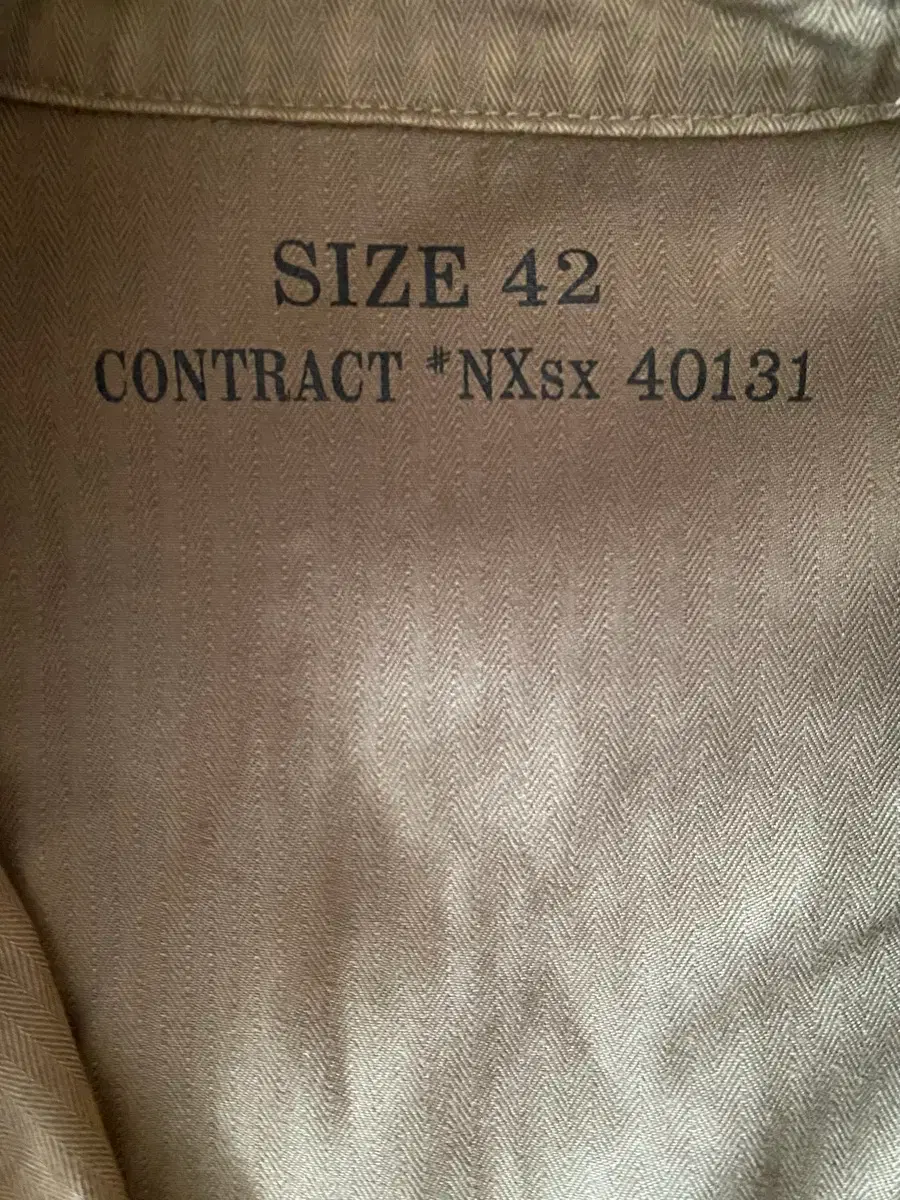 SIZE 42
CONTRACT #NXsx 40131